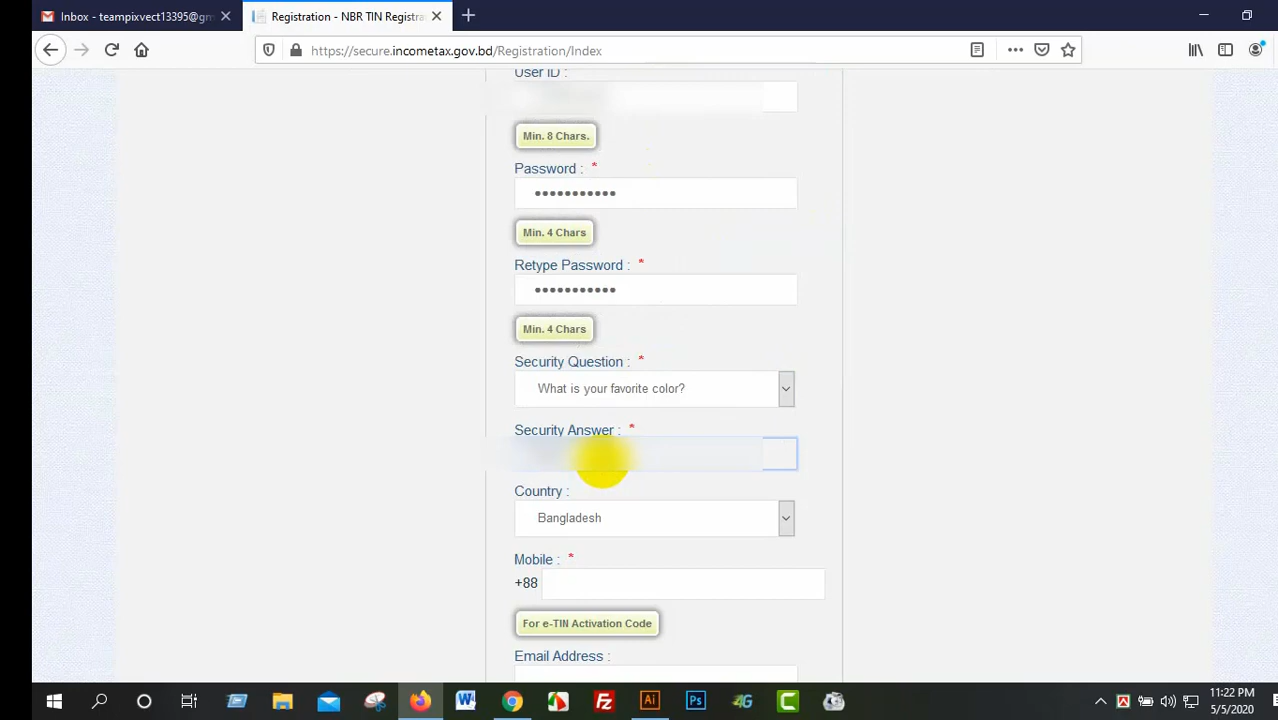 Inbox - teampixvect13395@gm
Registration - NBR TIN Registra
https://secure.incometax.gov.bd/Registration/Index
User ID :
Min. 8 Chars.
Password : *
•••••••••••
Min. 4 Chars
Retype Password : *
•••••••••••
Min. 4 Chars
Security Question : *
What is your favorite color?
Security Answer : *
Country :
Bangladesh
Mobile : *
+88
For e-TIN Activation Code
Email Address :
11:22 PM
5/5/2020